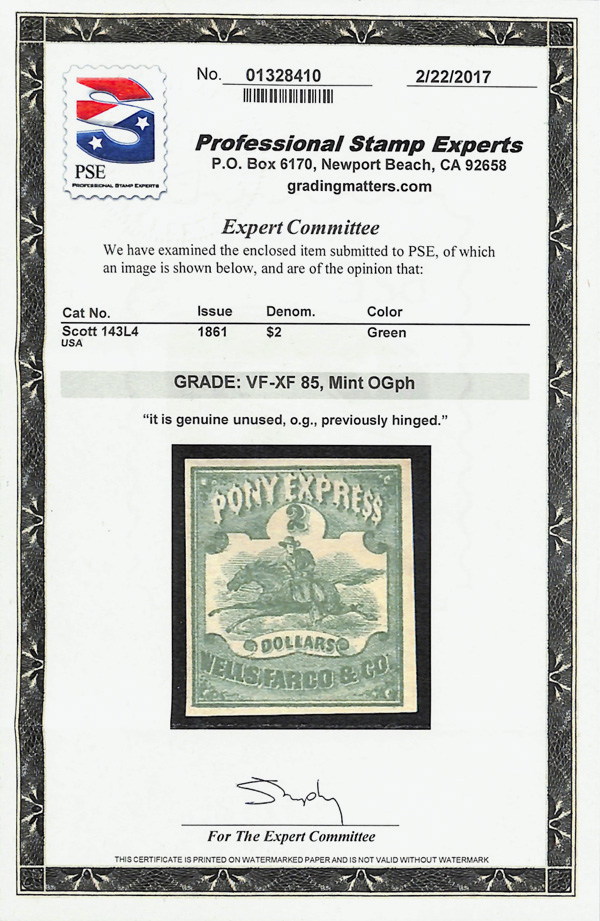 No. 01328410
2/22/2017
PSE
PROFESSIONAL STAMP EXPERTS
Professional Stamp Experts
P.O. Box 6170, Newport Beach, CA 92658
gradingmatters.com
Expert Committee
We have examined the enclosed item submitted to PSE, of which
an image is shown below, and are of the opinion that:
Cat No. Issue Denom. Color
Scott 143L4 1861 $2 Green
USA
GRADE: VF-XF 85, Mint OGph
“it is genuine unused, o.g., previously hinged.”
PONY EXPRESS
2
DOLLARS
WELLS, FARGO & CO.
For The Expert Committee
THIS CERTIFICATE IS PRINTED ON WATERMARKED PAPER AND IS NOT VALID WITHOUT WATERMARK